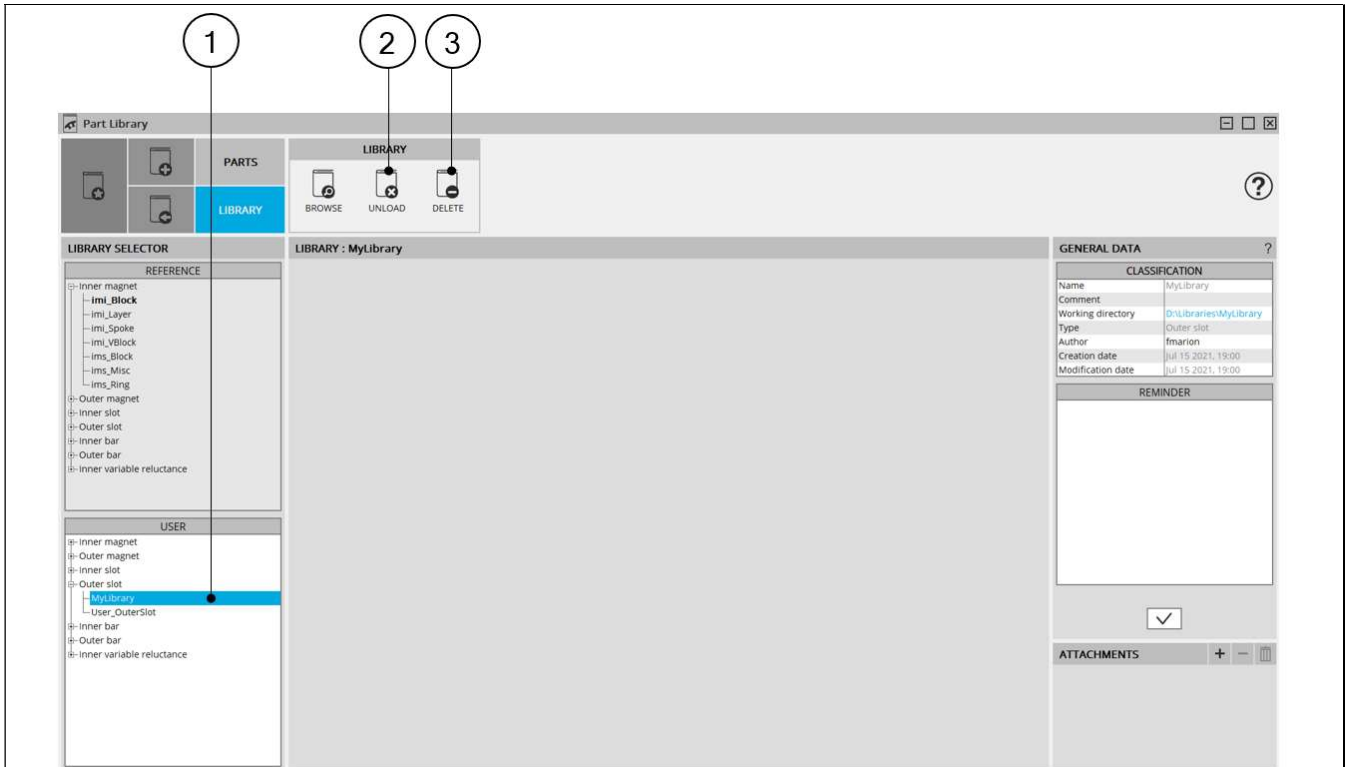 1
2
3
Part Library
PARTS
LIBRARY
LIBRARY
BROWSE
UNLOAD
DELETE
?
LIBRARY SELECTOR
REFERENCE
Inner magnet
imi_Block
imi_Layer
imi_Spoke
imi_VBlock
ims_Block
ims_Misc
ims_Ring
Outer magnet
Inner slot
Outer slot
Inner bar
Outer bar
Inner variable reluctance
USER
Inner magnet
Outer magnet
Inner slot
Outer slot
MyLibrary
User_OuterSlot
Inner bar
Outer bar
Inner variable reluctance
LIBRARY : MyLibrary
GENERAL DATA ?
CLASSIFICATION
Name MyLibrary
Comment
Working directory D:\Libraries\MyLibrary
Type Outer slot
Author fmarion
Creation date Jul 15 2021, 19:00
Modification date Jul 15 2021, 19:00
REMINDER
ATTACHMENTS + −